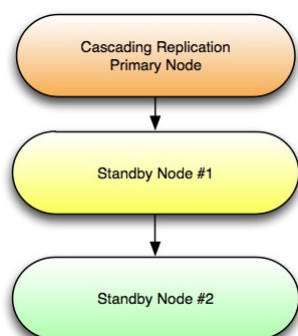 Cascading Replication
Primary Node
Standby Node #1
Standby Node #2